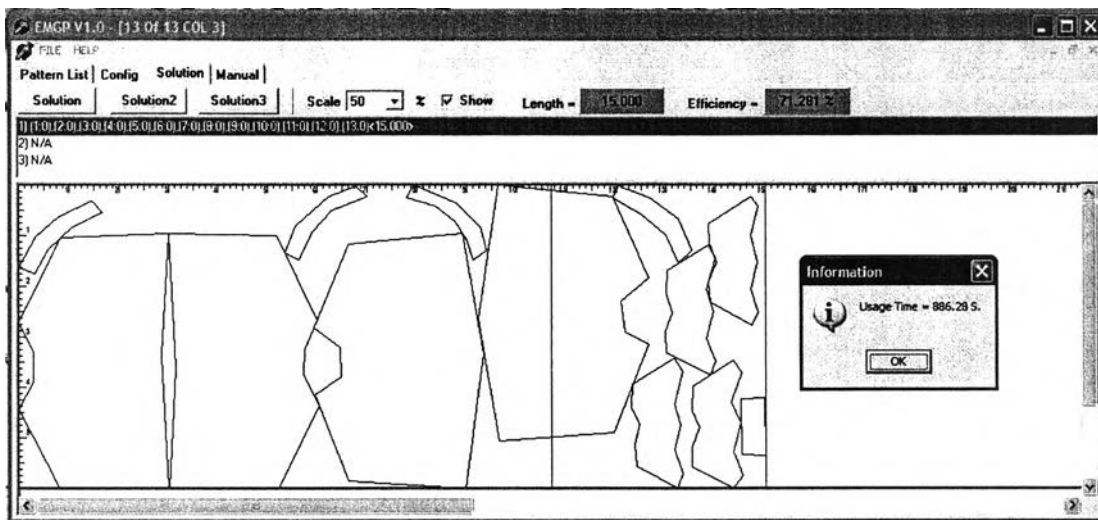 EMGP V1.0 - [13 Of 13 COL 3]
FILE HELP
Pattern List Config Solution Manual
Solution Solution2 Solution3 Scale 50 % Show Length = 15.000 Efficiency = 71.281 %
1) [1:0],[2:0],[3:0],[4:0],[5:0],[6:0],[7:0],[8:0],[9:0],[10:0],[11:0],[12:0],[13:0]<15.000>
2) N/A
3) N/A
Information
Usage Time = 886.28 S.
OK